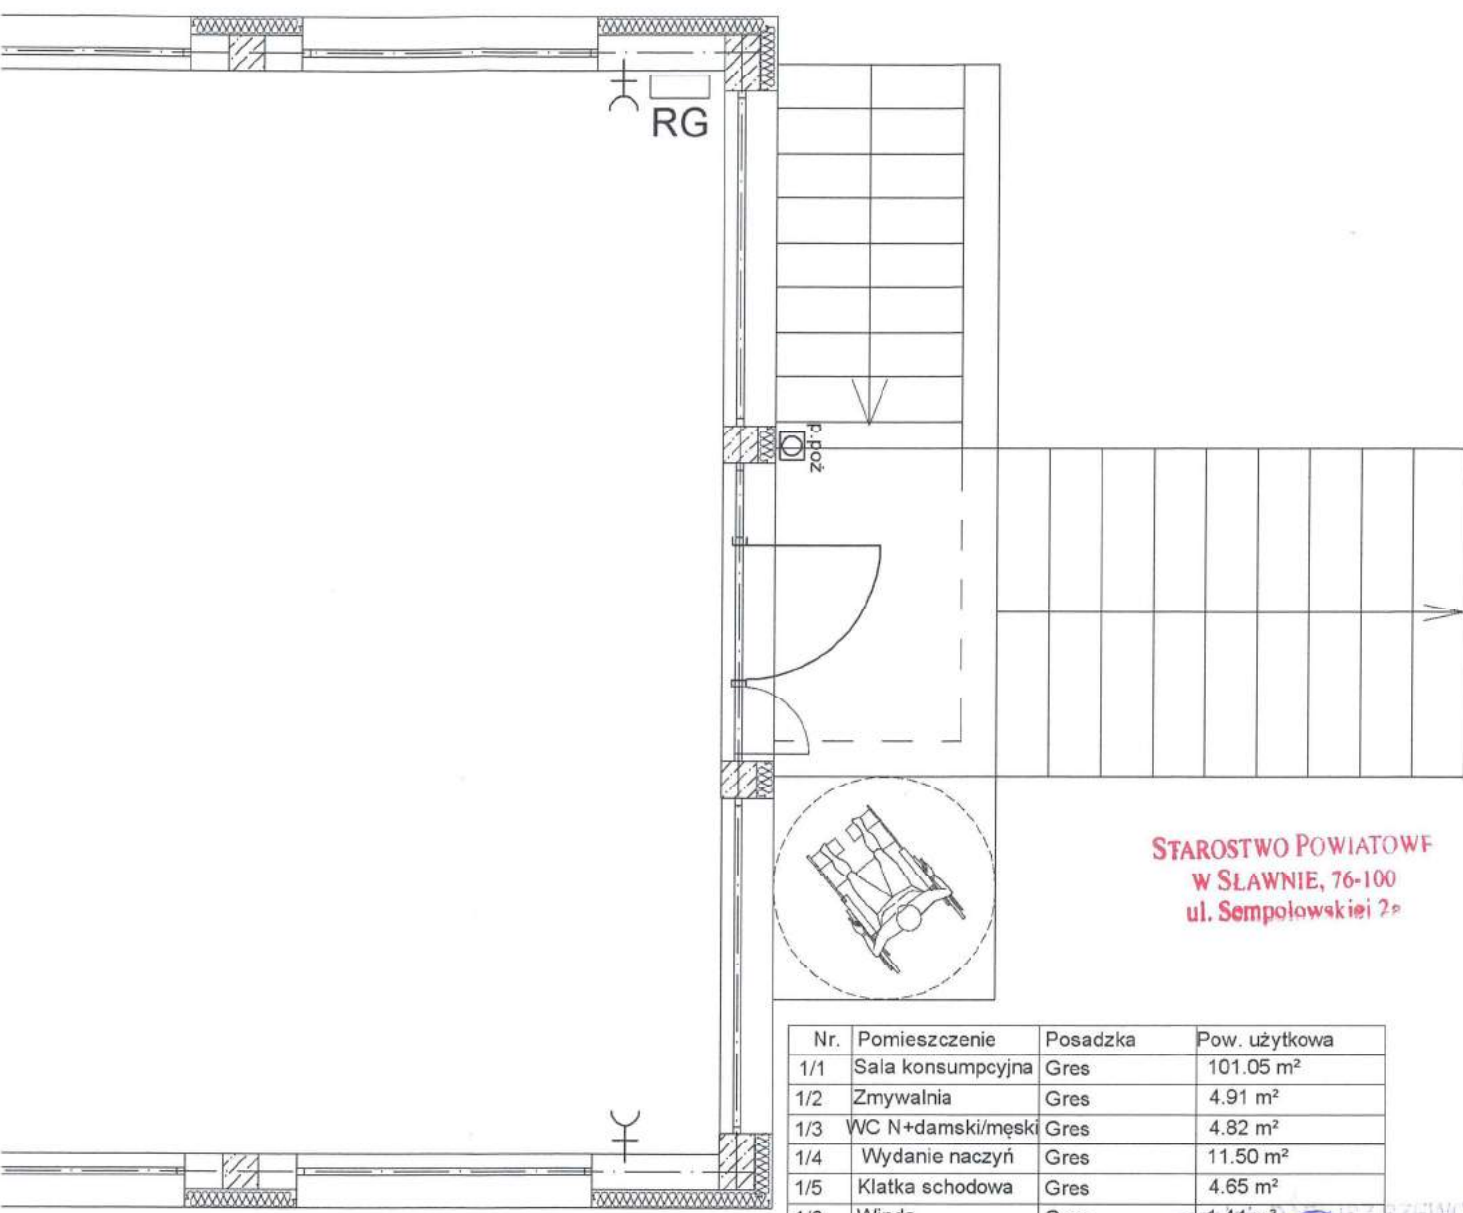 RG
p.poż
STAROSTWO POWIATOWE
W SŁAWNIE, 76-100
ul. Sempołowskiej 2a
Nr. Pomieszczenie Posadzka Pow. użytkowa
1/1 Sala konsumpcyjna Gres 101.05 m²
1/2 Zmywalnia Gres 4.91 m²
1/3 WC N+damski/męski Gres 4.82 m²
1/4 Wydanie naczyń Gres 11.50 m²
1/5 Klatka schodowa Gres 4.65 m²
Winda